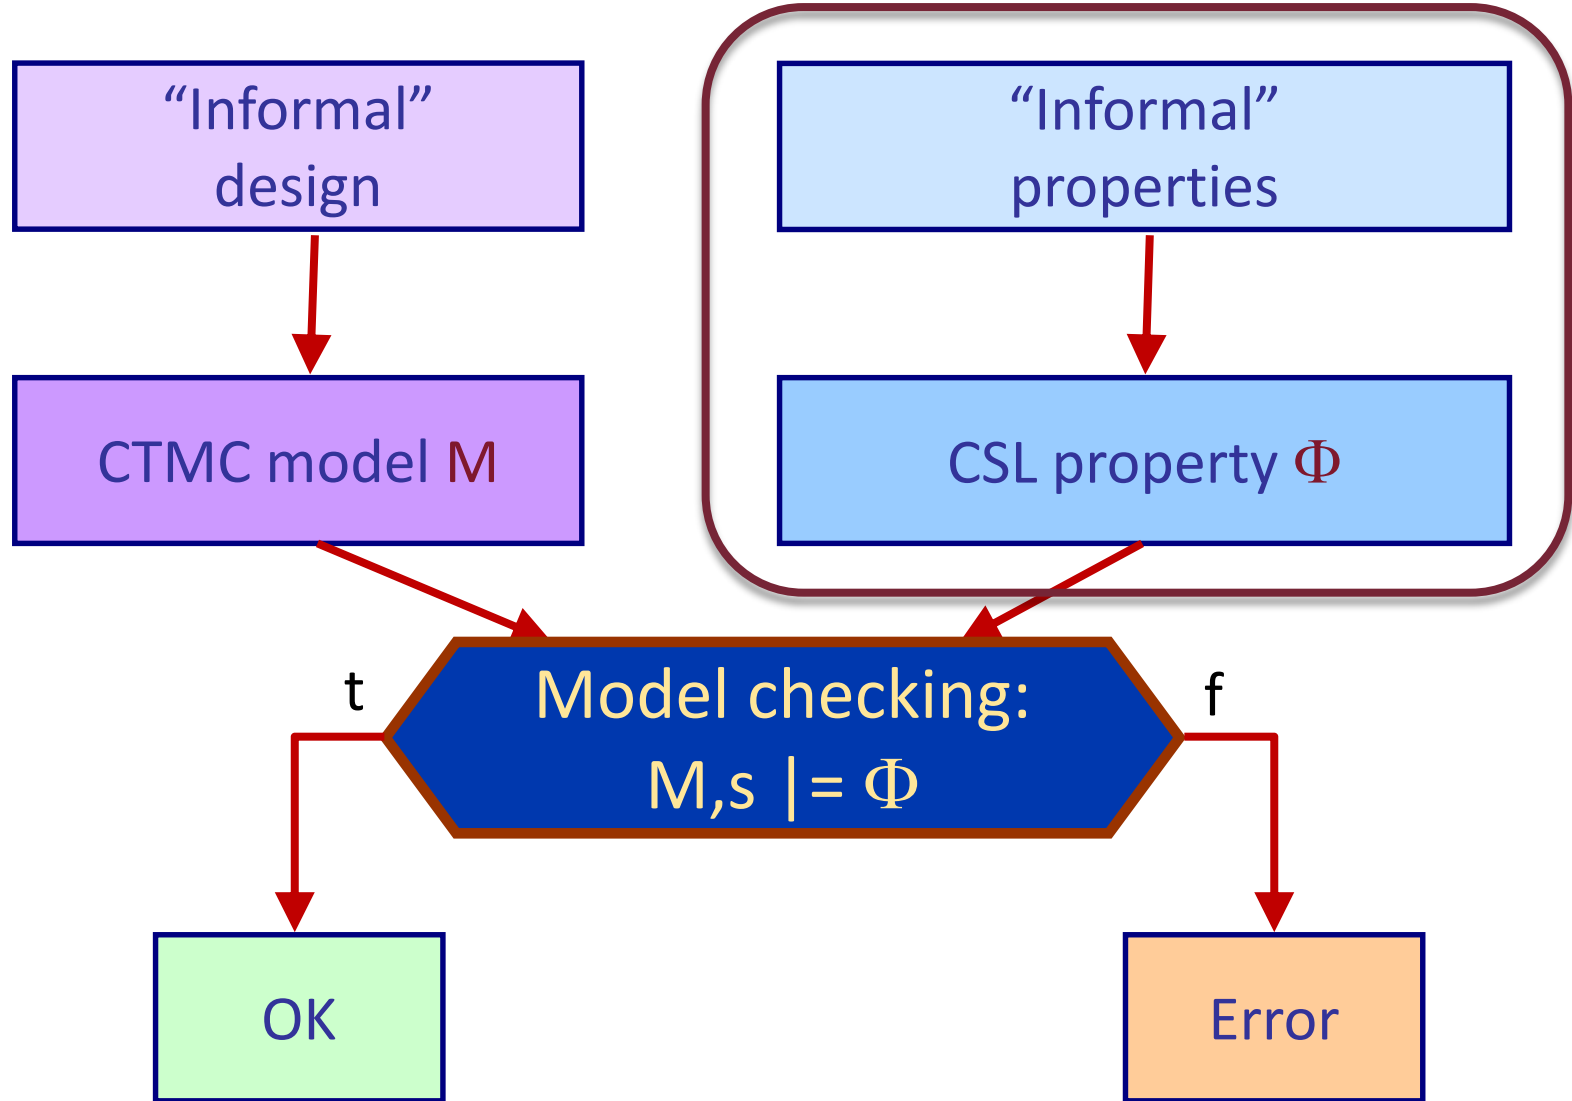 “Informal”
design
“Informal”
properties
CTMC model M
CSL property Φ
t
Model checking:
M,s |= Φ
f
OK
Error